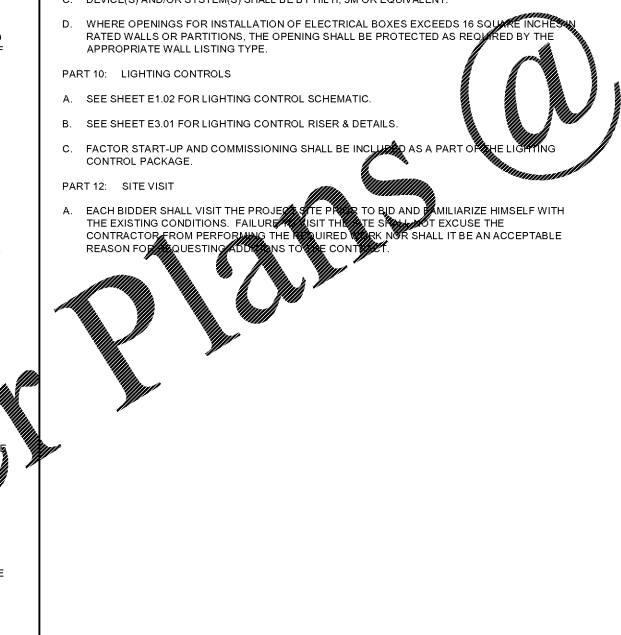 C. DEVICE(S) AND/OR SYSTEM(S) SHALL BE BY HILTI, 3M OR EQUIVALENT.
D. WHERE OPENINGS FOR INSTALLATION OF ELECTRICAL BOXES EXCEEDS 16 SQUARE INCHES IN
RATED WALLS OR PARTITIONS, THE OPENING SHALL BE PROTECTED AS REQUIRED BY THE
APPROPRIATE WALL LISTING TYPE.
PART 10: LIGHTING CONTROLS
A. SEE SHEET E1.02 FOR LIGHTING CONTROL SCHEMATIC.
B. SEE SHEET E3.01 FOR LIGHTING CONTROL RISER & DETAILS.
C. FACTOR START-UP AND COMMISSIONING SHALL BE INCLUDED AS A PART OF THE LIGHTING
CONTROL PACKAGE.
PART 12: SITE VISIT
A. EACH BIDDER SHALL VISIT THE PROJECT SITE PRIOR TO BID AND FAMILIARIZE HIMSELF WITH
THE EXISTING CONDITIONS. FAILURE TO VISIT THE SITE SHALL NOT EXCUSE THE
CONTRACTOR FROM PERFORMING THE REQUIRED WORK NOR SHALL IT BE AN ACCEPTABLE
REASON FOR REQUESTING ADDITIONS TO THE CONTRACT.
r Plans @
E